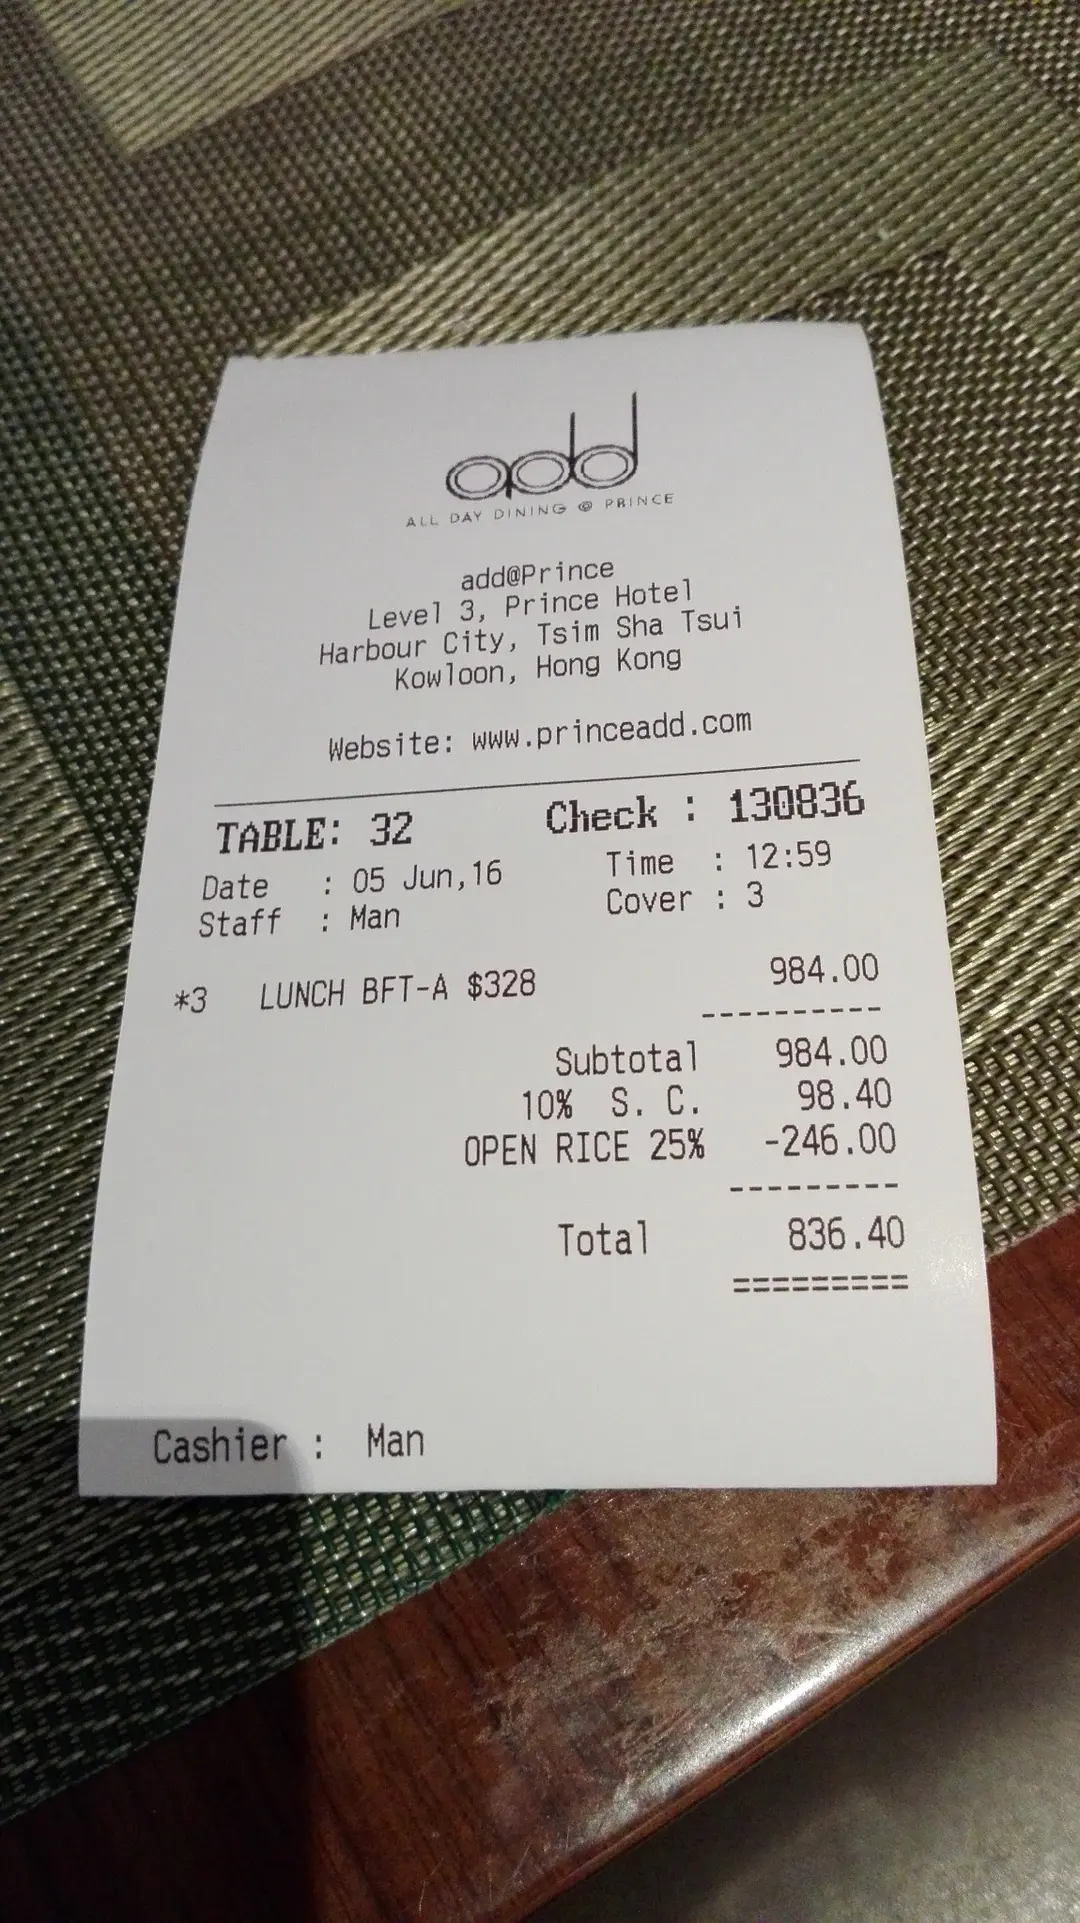 add
ALL DAY DINING @ PRINCE
add@Prince
Level 3, Prince Hotel
Harbour City, Tsim Sha Tsui
Kowloon, Hong Kong
Website: www.princeadd.com
TABLE: 32 Check : 130836
Date : 05 Jun,16 Time : 12:59
Staff : Man Cover : 3
*3 LUNCH BFT-A $328 984.00
----------
Subtotal 984.00
10% S. C. 98.40
OPEN RICE 25% -246.00
---------
Total 836.40
=========
Cashier : Man